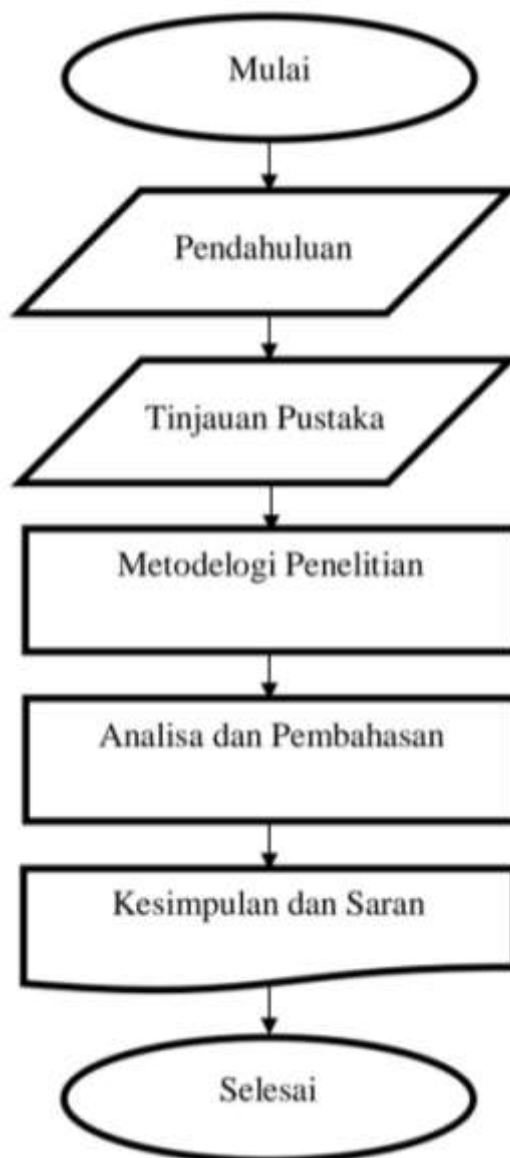 Mulai
Pendahuluan
Tinjauan Pustaka
Metodelogi Penelitian
Analisa dan Pembahasan
Kesimpulan dan Saran
Selesai